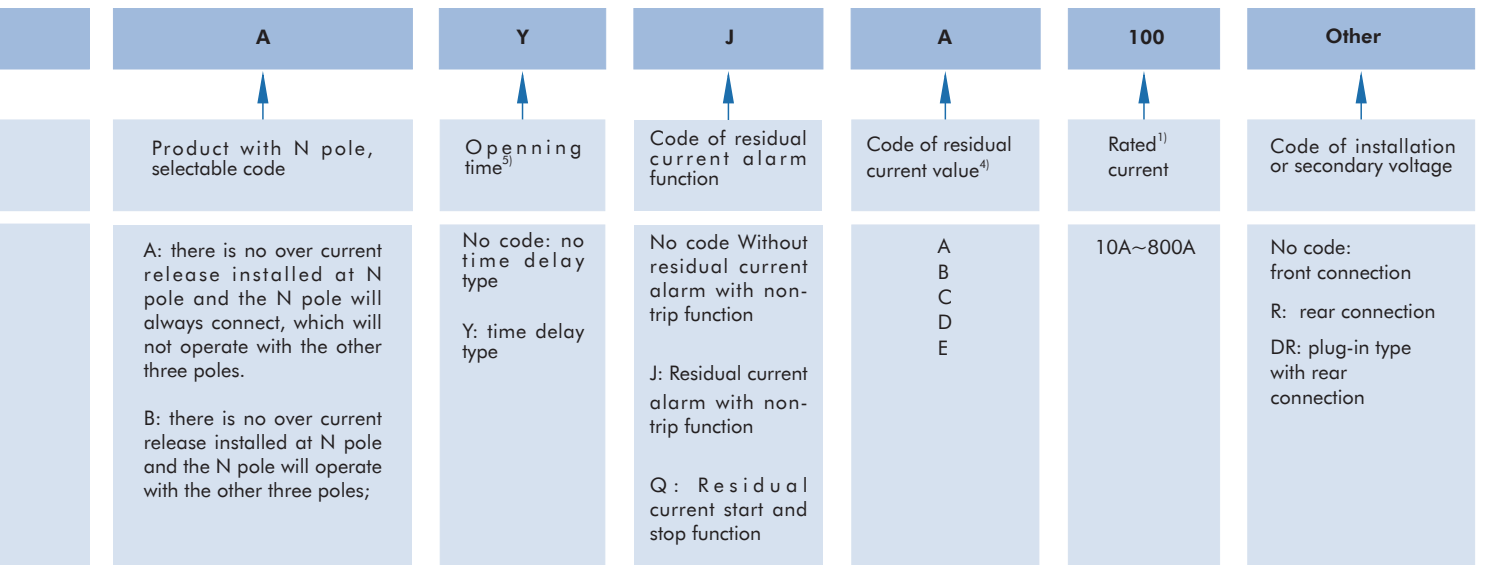 A
Y
J
A
100
Other
Product with N pole,
selectable code
Openning
time5)
Code of residual
current alarm
function
Code of residual
current value4)
Rated1)
current
Code of installation
or secondary voltage
A: there is no over current
release installed at N
pole and the N pole will
always connect, which will
not operate with the other
three poles.
B: there is no over current
release installed at N pole
and the N pole will operate
with the other three poles;
No code: no
time delay
type
Y: time delay
type
No code Without
residual current
alarm with non-
trip function
J: Residual current
alarm with non-
trip function
Q: Residual
current start and
stop function
A
B
C
D
E
10A~800A
No code:
front connection
R: rear connection
DR: plug-in type
with rear
connection